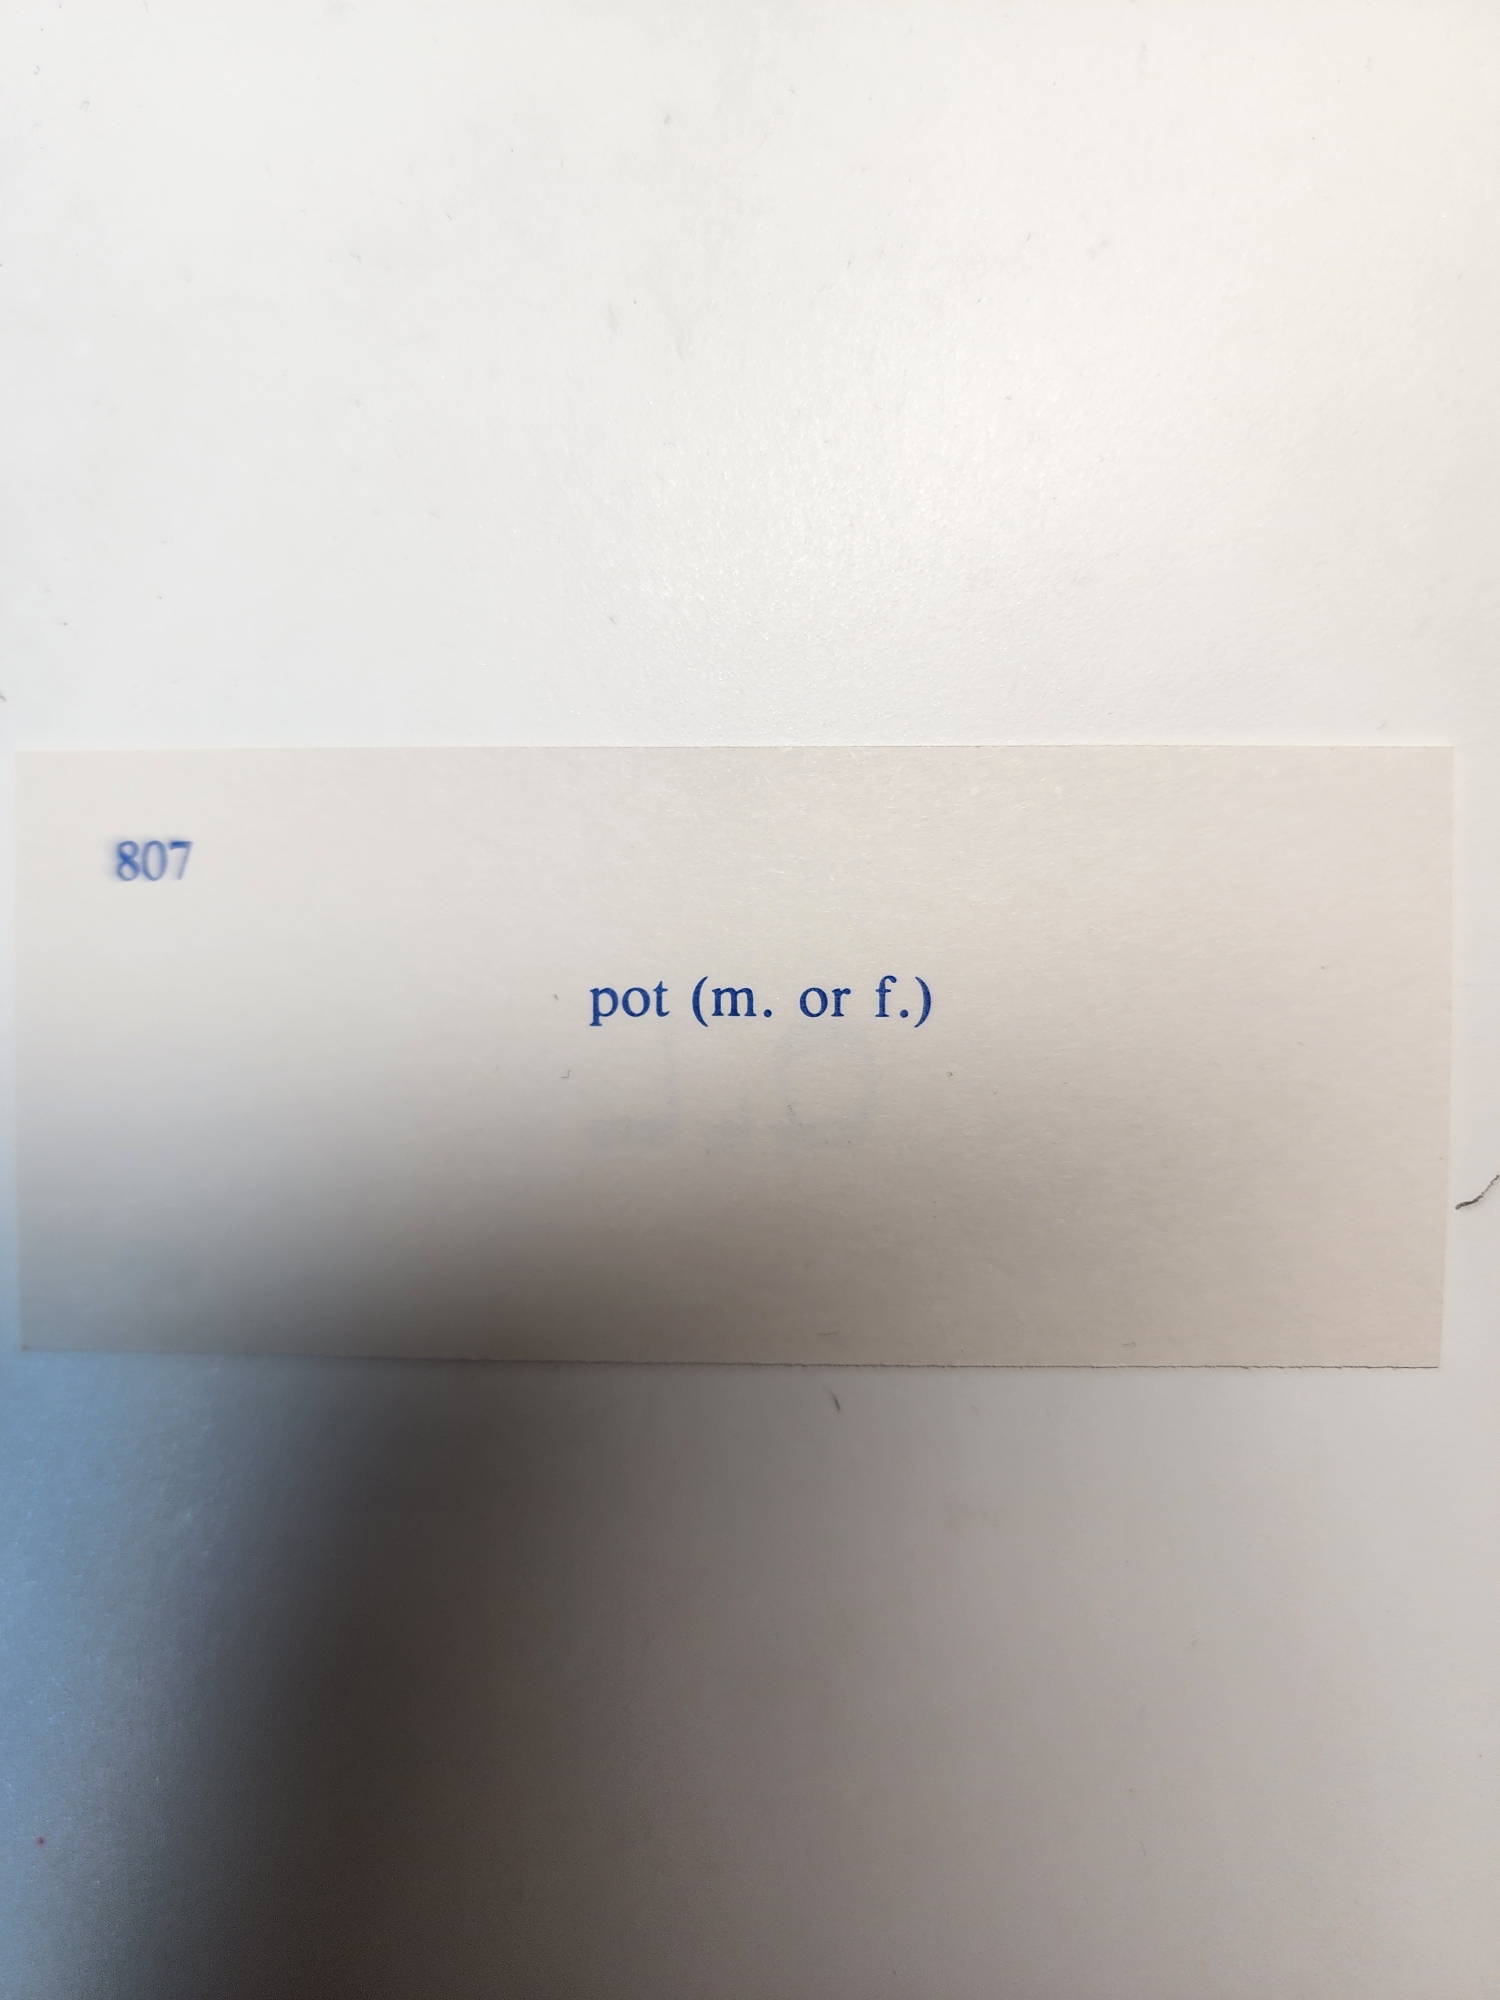 807
pot (m. or f.)